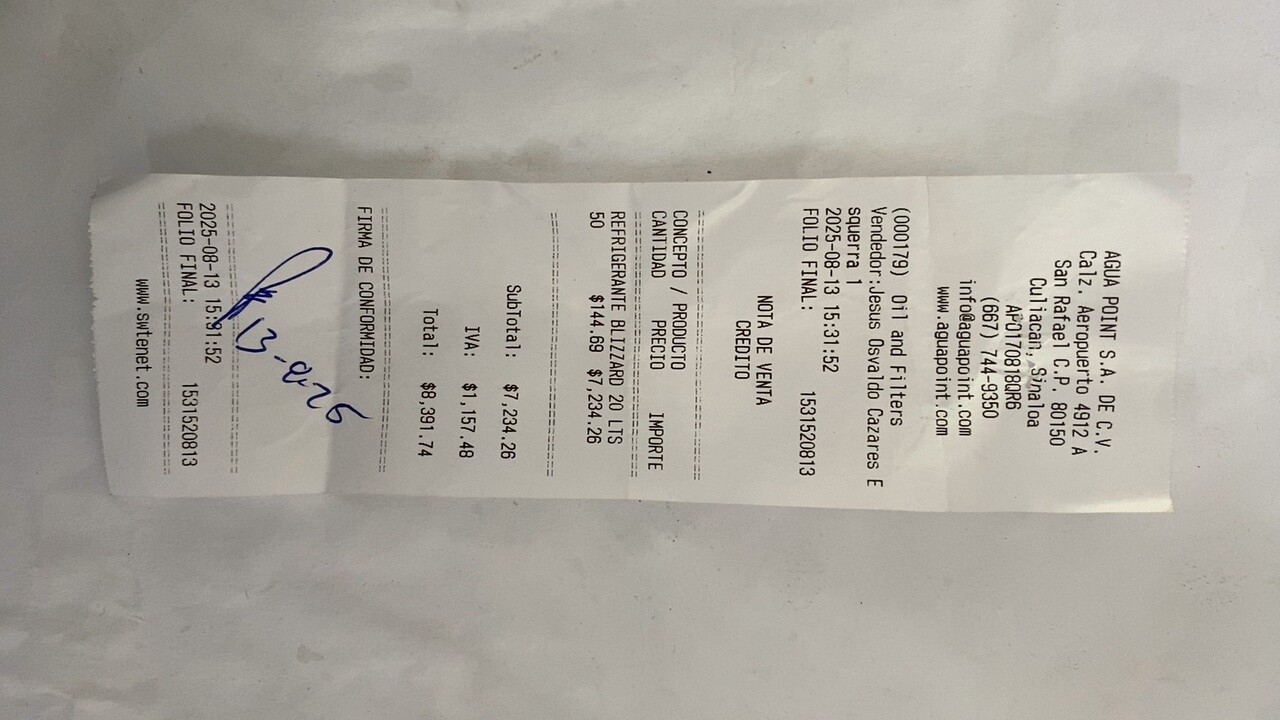 AGUA POINT S.A. DE C.V.
Calz. Aeropuerto 4912 A
San Rafael C.P. 80150
Culiacan, Sinaloa
APO170818QR6
(667) 744-9350
info@aguapoint.com
www.aguapoint.com
(000179) Oil and Filters
Vendedor:Jesus Osvaldo Cazares E
squerra 1
2025-08-13 15:31:52
FOLIO FINAL: 1531520813
NOTA DE VENTA
CREDITO
CONCEPTO / PRODUCTO
CANTIDAD PRECIO IMPORTE
REFRIGERANTE BLIZZARD 20 LTS
50 $144.69 $7,234.26
SubTotal: $7,234.26
IVA: $1,157.48
Total: $8,391.74
FIRMA DE CONFORMIDAD:
2025-08-13 15:31:52
FOLIO FINAL: 1531520813
www.swtenet.com